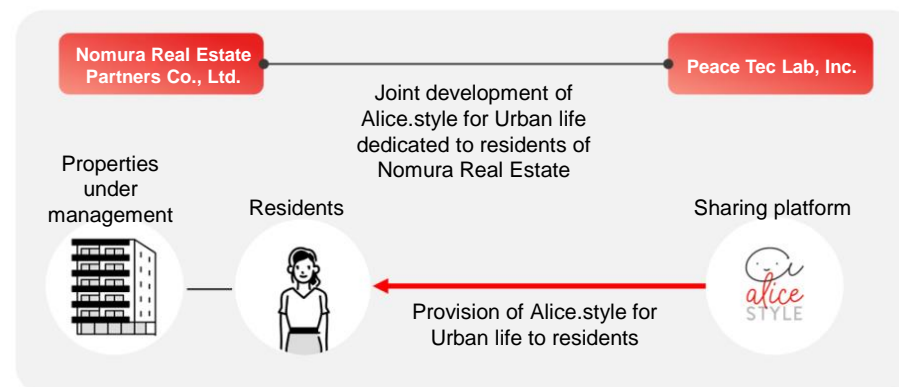 Nomura Real Estate
Partners Co., Ltd.
Peace Tec Lab, Inc.
Joint development of
Alice.style for Urban life
dedicated to residents of
Nomura Real Estate
Properties
under
management
Residents
Sharing platform
alice
STYLE
Provision of Alice.style for
Urban life to residents